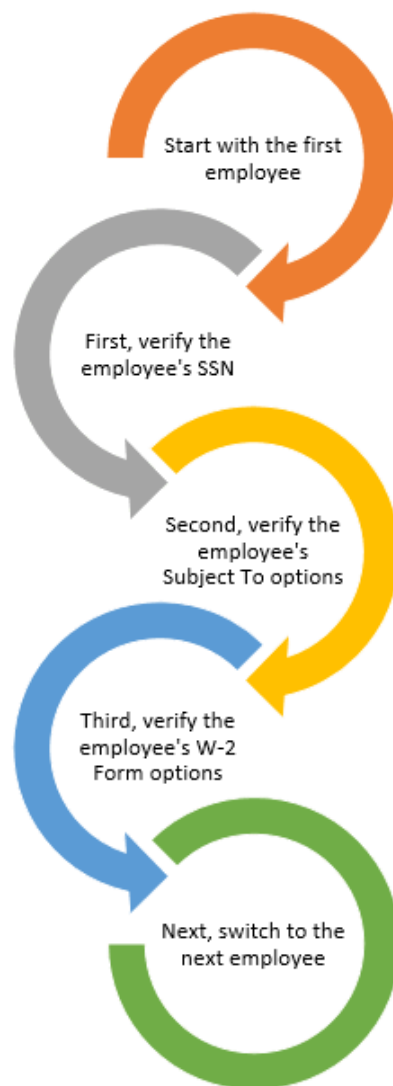 Start with the first
employee
First, verify the
employee's SSN
Second, verify the
employee's
Subject To options
Third, verify the
employee's W-2
Form options
Next, switch to the
next employee